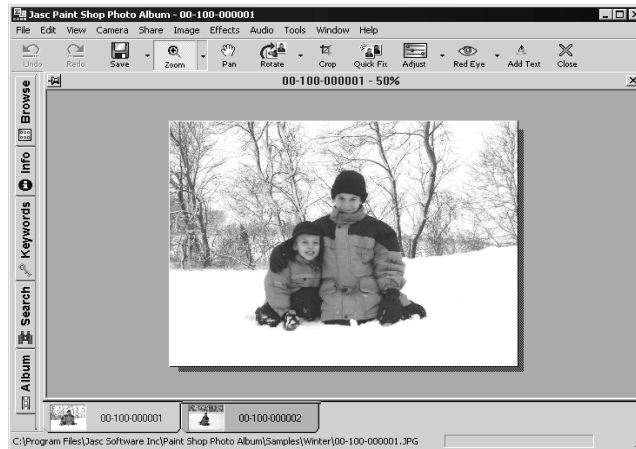 Jasc Paint Shop Photo Album - 00-100-000001
File Edit View Camera Share Image Effects Audio Tools Window Help
Undo Redo Save Zoom Pan Rotate Crop Quick Fix Adjust Red Eye Add Text Close
00-100-000001 - 50%
Browse
Info
Keywords
Search
Album
00-100-000001 00-100-000002
C:\Program Files\Jasc Software Inc\Paint Shop Photo Album\Samples\Winter\00-100-000001.JPG